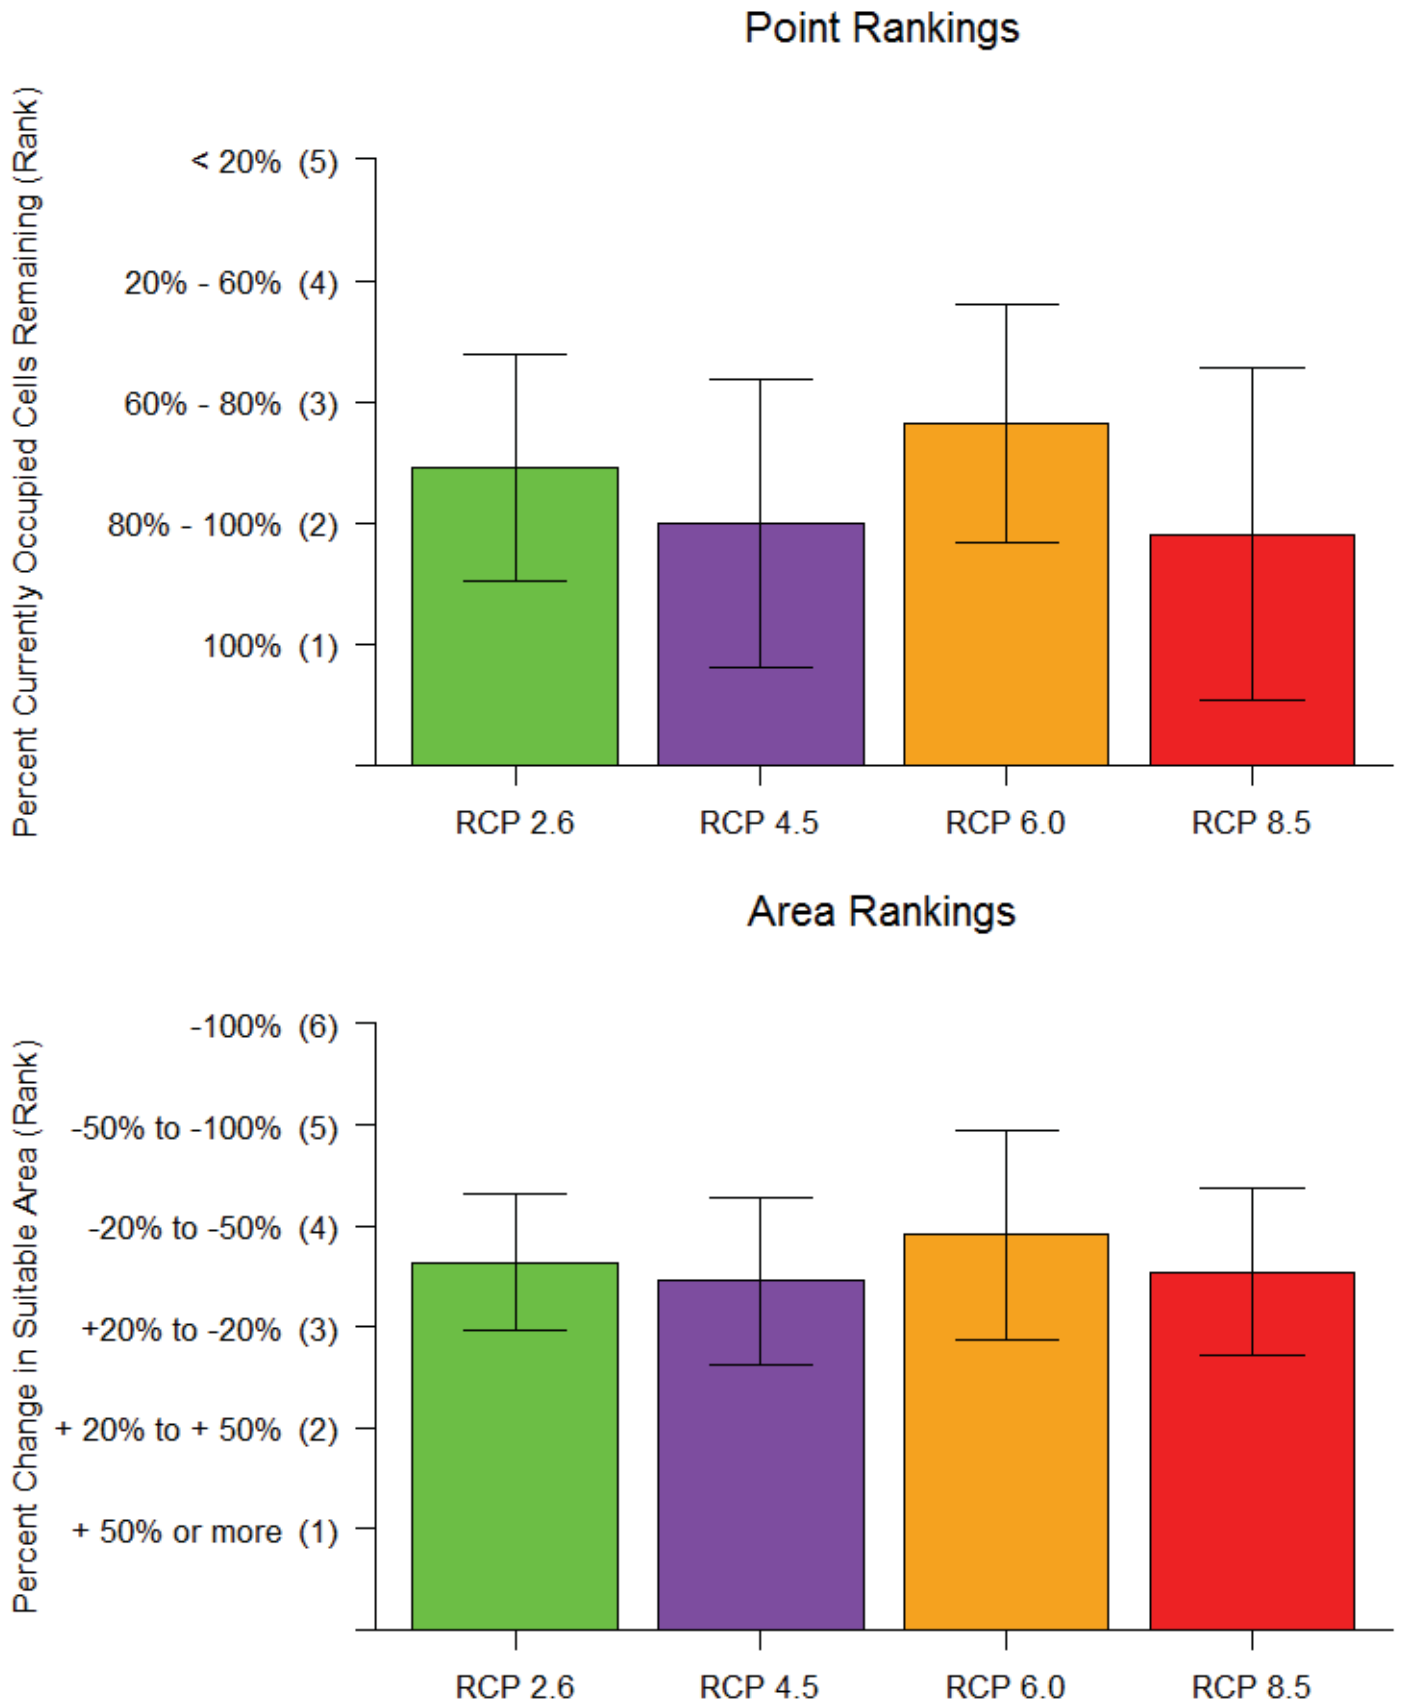 Point Rankings
Percent Currently Occupied Cells Remaining (Rank)
< 20% (5)
20% - 60% (4)
60% - 80% (3)
80% - 100% (2)
100% (1)
RCP 2.6 RCP 4.5 RCP 6.0 RCP 8.5
Area Rankings
Percent Change in Suitable Area (Rank)
-100% (6)
-50% to -100% (5)
-20% to -50% (4)
+20% to -20% (3)
+ 20% to + 50% (2)
+ 50% or more (1)
RCP 2.6 RCP 4.5 RCP 6.0 RCP 8.5